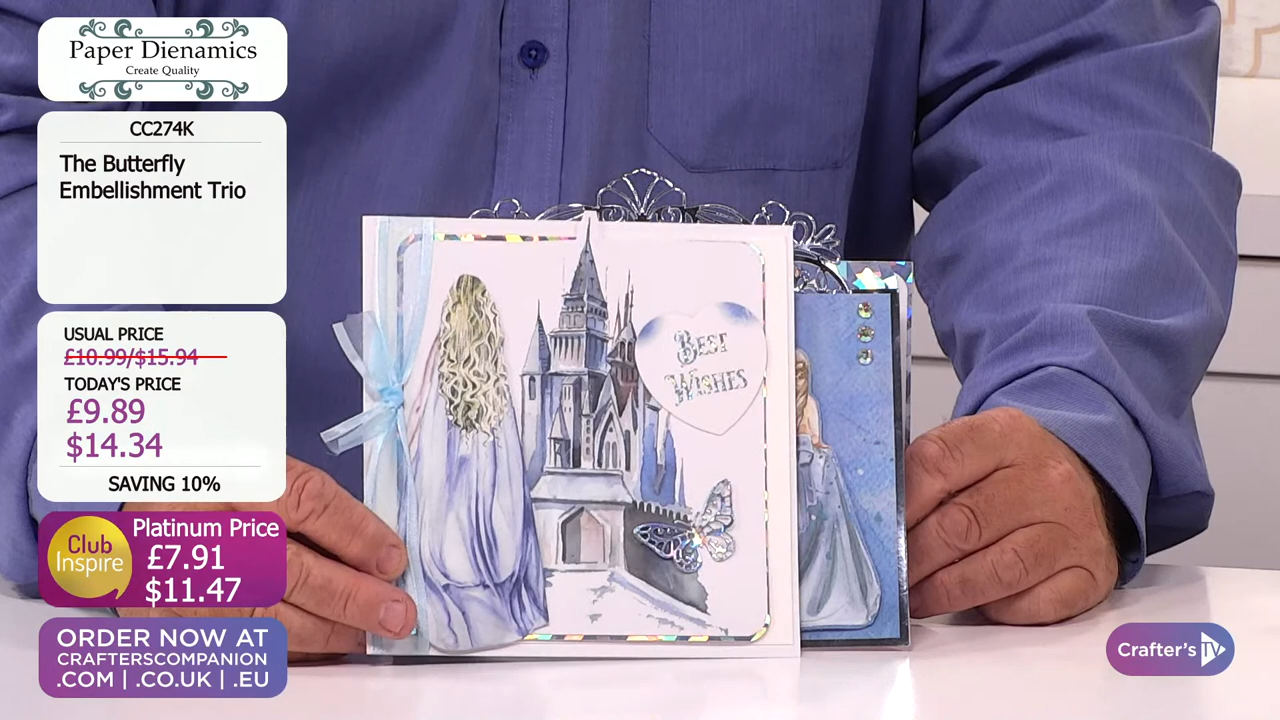 Paper Dienamics
Create Quality
CC274K
The Butterfly
Embellishment Trio
USUAL PRICE
£10.99/$15.94
TODAY'S PRICE
£9.89
$14.34
SAVING 10%
Club
Inspire
Platinum Price
£7.91
$11.47
ORDER NOW AT
CRAFTERSCOMPANION
.COM | .CO.UK | .EU
BEST
WISHES
Crafter's TV